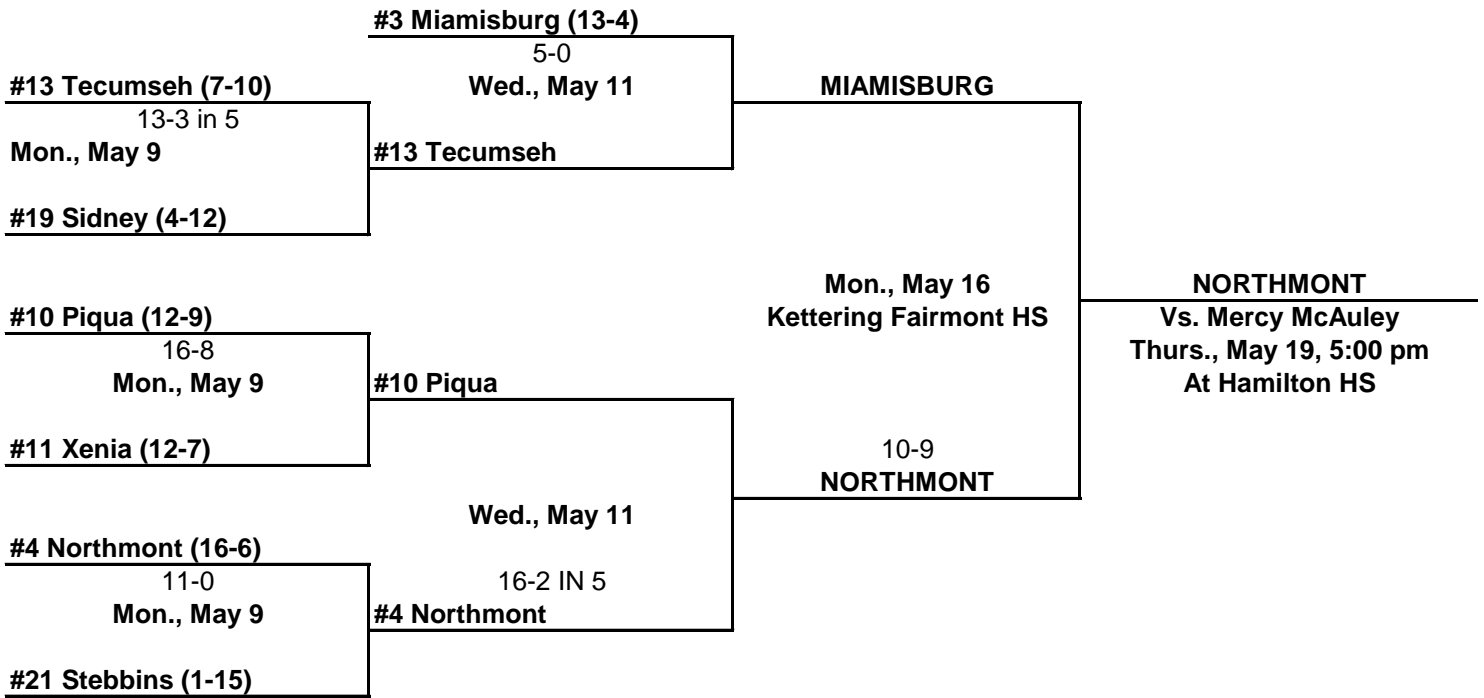 #3 Miamisburg (13-4)
5-0
#13 Tecumseh (7-10)
Wed., May 11
MIAMISBURG
13-3 in 5
Mon., May 9
#13 Tecumseh
#19 Sidney (4-12)
Mon., May 16
NORTHMONT
#10 Piqua (12-9)
Kettering Fairmont HS
Vs. Mercy McAuley
16-8
Thurs., May 19, 5:00 pm
Mon., May 9
#10 Piqua
At Hamilton HS
#11 Xenia (12-7)
10-9
NORTHMONT
Wed., May 11
#4 Northmont (16-6)
11-0
16-2 IN 5
Mon., May 9
#4 Northmont
#21 Stebbins (1-15)